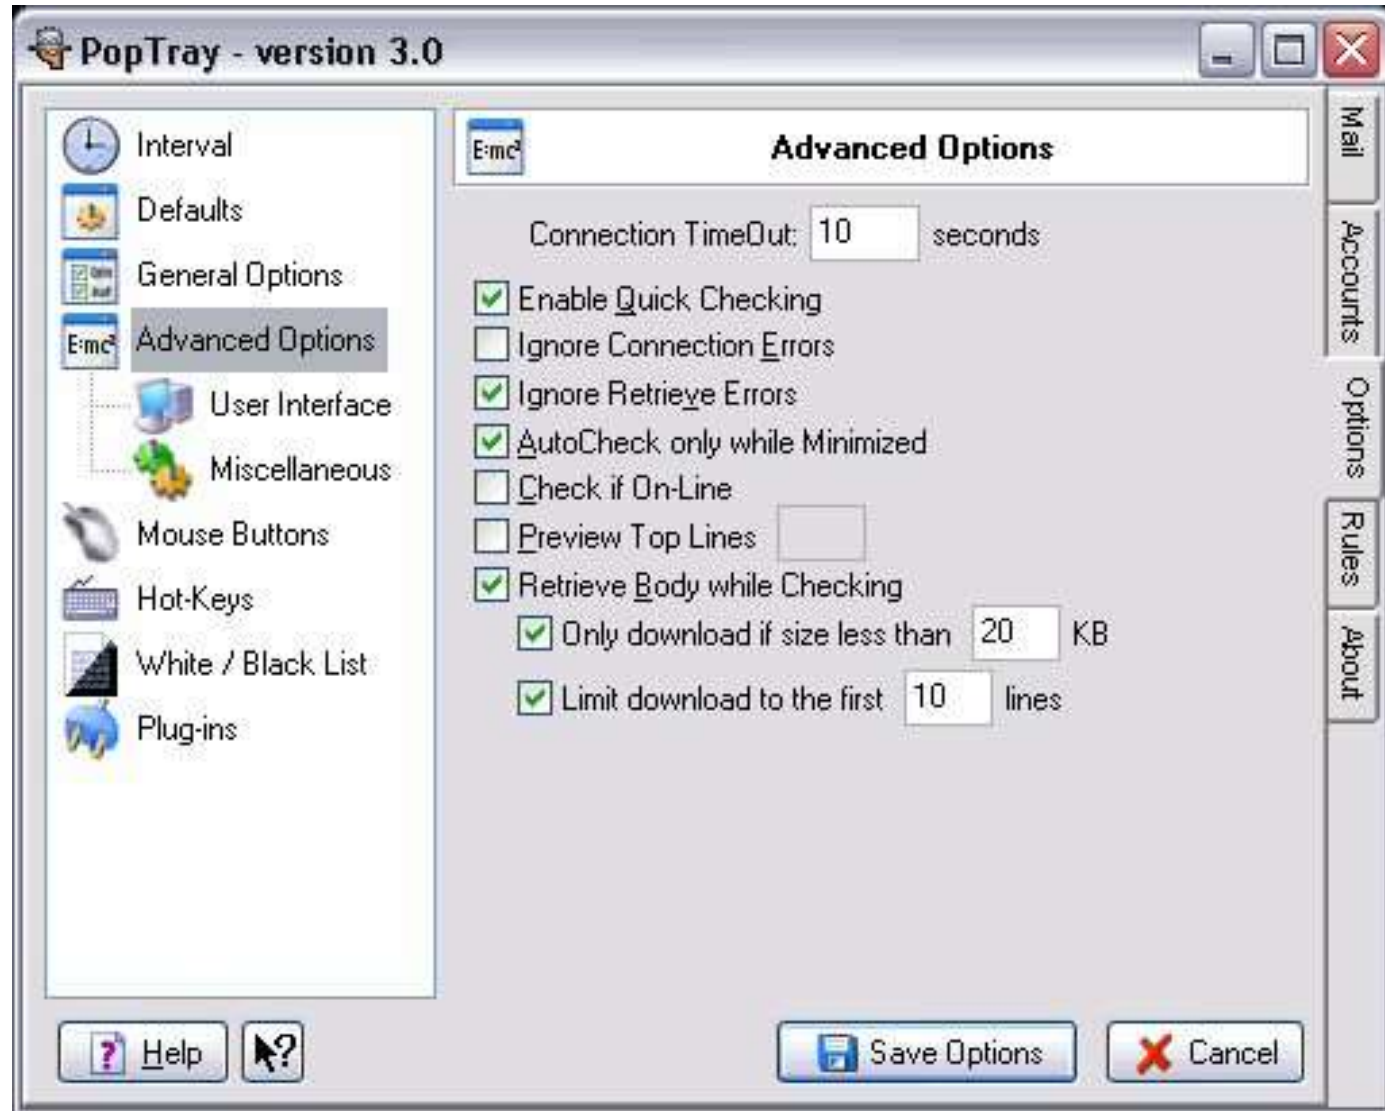 PopTray - version 3.0
Interval
Defaults
General Options
E=mc²
Advanced Options
User Interface
Miscellaneous
Mouse Buttons
Hot-Keys
White / Black List
Plug-ins
E=mc²
Advanced Options
Connection TimeOut: 10 seconds
Enable Quick Checking
Ignore Connection Errors
Ignore Retrieve Errors
AutoCheck only while Minimized
Check if On-Line
Preview Top Lines
Retrieve Body while Checking
Only download if size less than 20 KB
Limit download to the first 10 lines
Mail
Accounts
Options
Rules
About
? Help
?
Save Options
Cancel